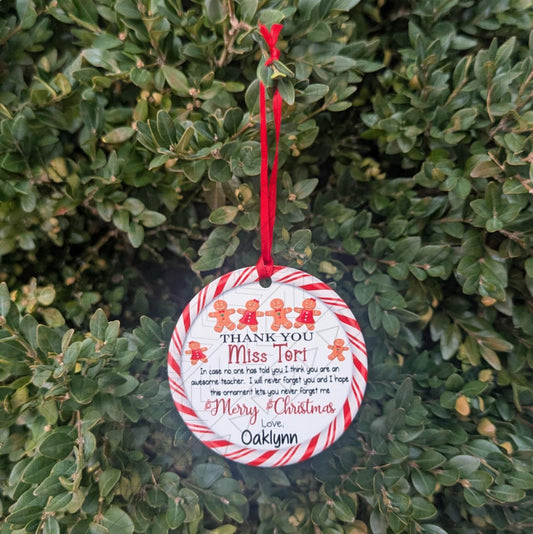 THANK YOU
Miss Tori
In case no one has told you I think you are an
awesome teacher. I will never forget you and I hope
this ornament lets you never forget me
Merry Christmas
Love,
Oaklynn